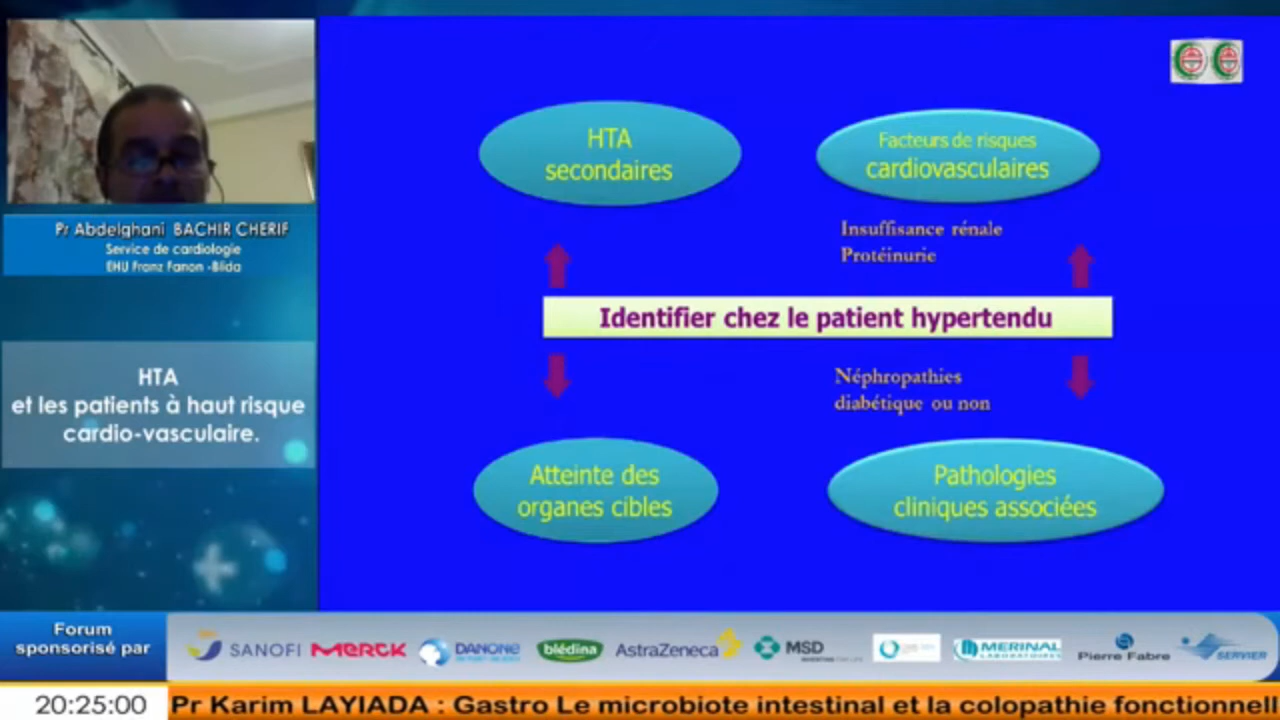 Pr Abdelghani BACHIR CHERIF
Service de cardiologie
EHU Franz Fanon -Bilda
HTA
et les patients à haut risque
cardio-vasculaire.
HTA
secondaires
Facteurs de risques
cardiovasculaires
Insuffisance rénale
Protéinurie
Identifier chez le patient hypertendu
Néphropathies
diabétique ou non
Atteinte des
organes cibles
Pathologies
cliniques associées
Forum
sponsorisé par
SANOFI
MERCK
DANONE
blédina
AstraZeneca
MSD
MERINAL
LABORATOIRES
Pierre Fabre
SERVIER
20:25:00
Pr Karim LAYIADA : Gastro Le microbiote intestinal et la colopathie fonctionnell